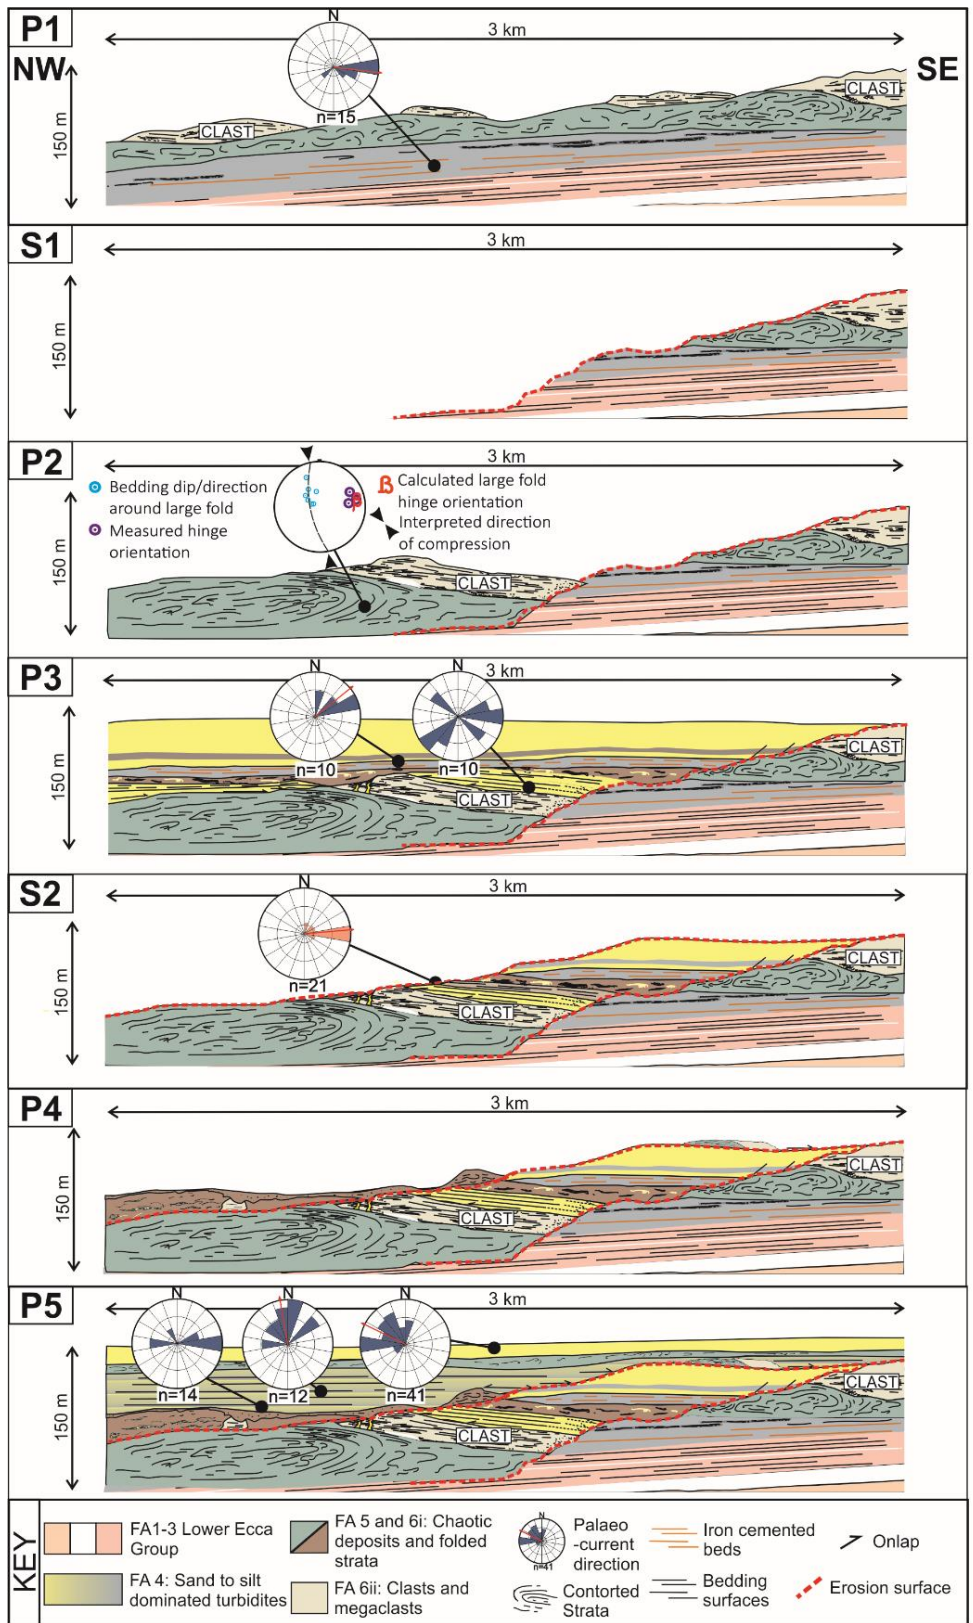 P1
3 km
N
NW
SE
CLAST
CLAST
n=15
150 m
S1
3 km
150 m
P2
3 km
Bedding dip/direction
around large fold
Measured hinge
orientation
ß Calculated large fold
hinge orientation
Interpreted direction
of compression
CLAST
150 m
P3
N
N
3 km
n=10
n=10
CLAST
CLAST
150 m
S2
N
3 km
n=21
CLAST
CLAST
150 m
P4
3 km
CLAST
CLAST
150 m
P5
N
N
N
3 km
n=14
n=12
n=41
CLAST
CLAST
150 m
KEY
FA1-3 Lower Ecca
Group
FA 4: Sand to silt
dominated turbidites
FA 5 and 6i: Chaotic
deposits and folded
strata
FA 6ii: Clasts and
megaclasts
N
n=41
Palaeo
-current
direction
Contorted
Strata
Iron cemented
beds
Bedding
surfaces
Onlap
Erosion surface